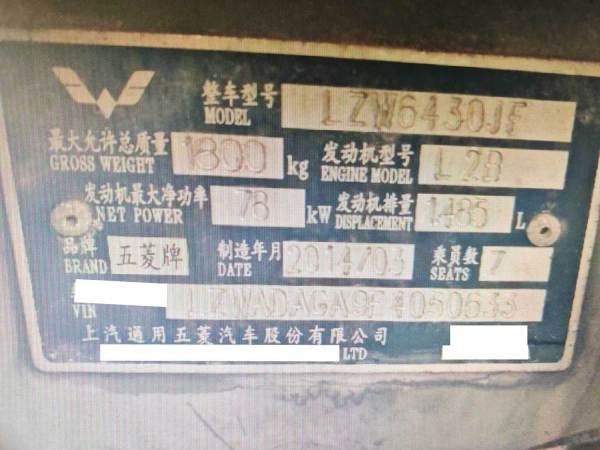 整车型号 MODEL LZW6430JF
最大允许总质量 GROSS WEIGHT 1800 kg 发动机型号 ENGINE MODEL L2B
发动机最大净功率 NET POWER 78 kW 发动机排量 DISPLACEMENT 1.485 L
品牌 BRAND 五菱牌 制造年月 DATE 2014/03 乘员数 SEATS 7
VIN
上汽通用五菱汽车股份有限公司
LTD